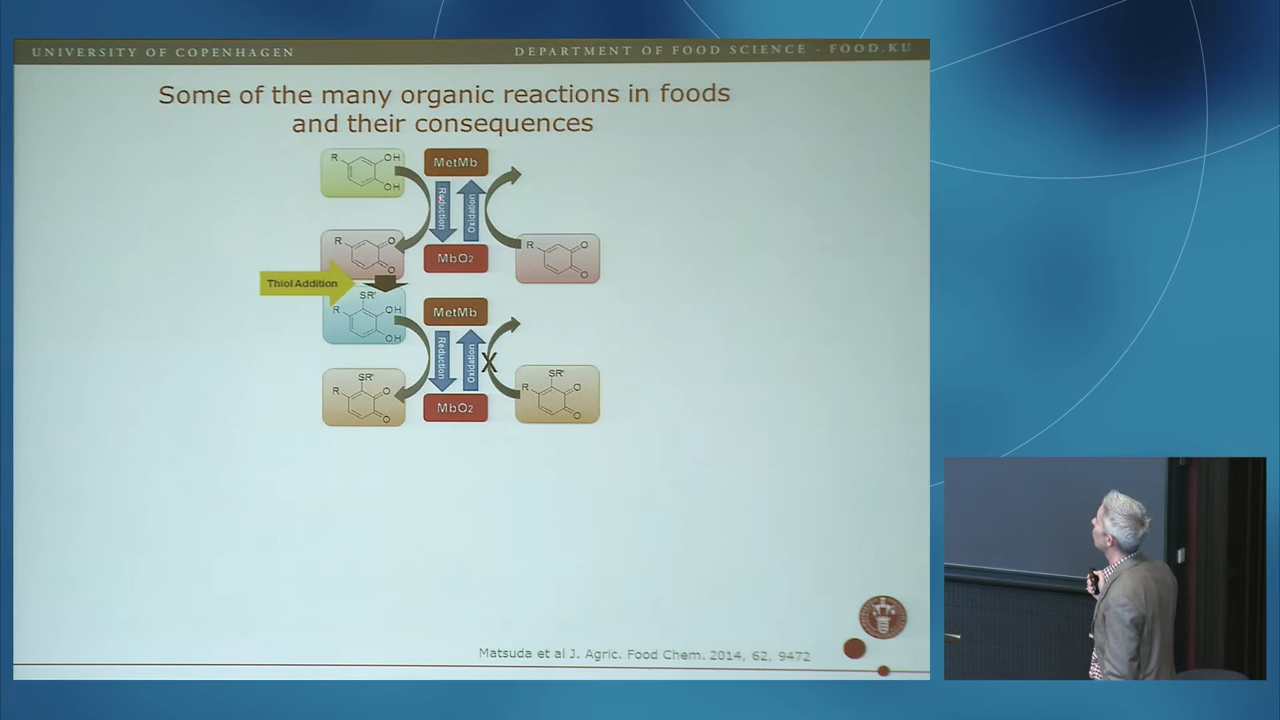 UNIVERSITY OF COPENHAGEN
DEPARTMENT OF FOOD SCIENCE - FOOD.KU
Some of the many organic reactions in foods
and their consequences
R
OH
OH
MetMb
Reduction
Oxidation
R
O
O
MbO2
R
O
O
Thiol Addition
SR'
R
OH
OH
MetMb
Reduction
Oxidation
X
SR'
R
O
O
MbO2
SR'
R
O
O
Matsuda et al J. Agric. Food Chem. 2014, 62, 9472